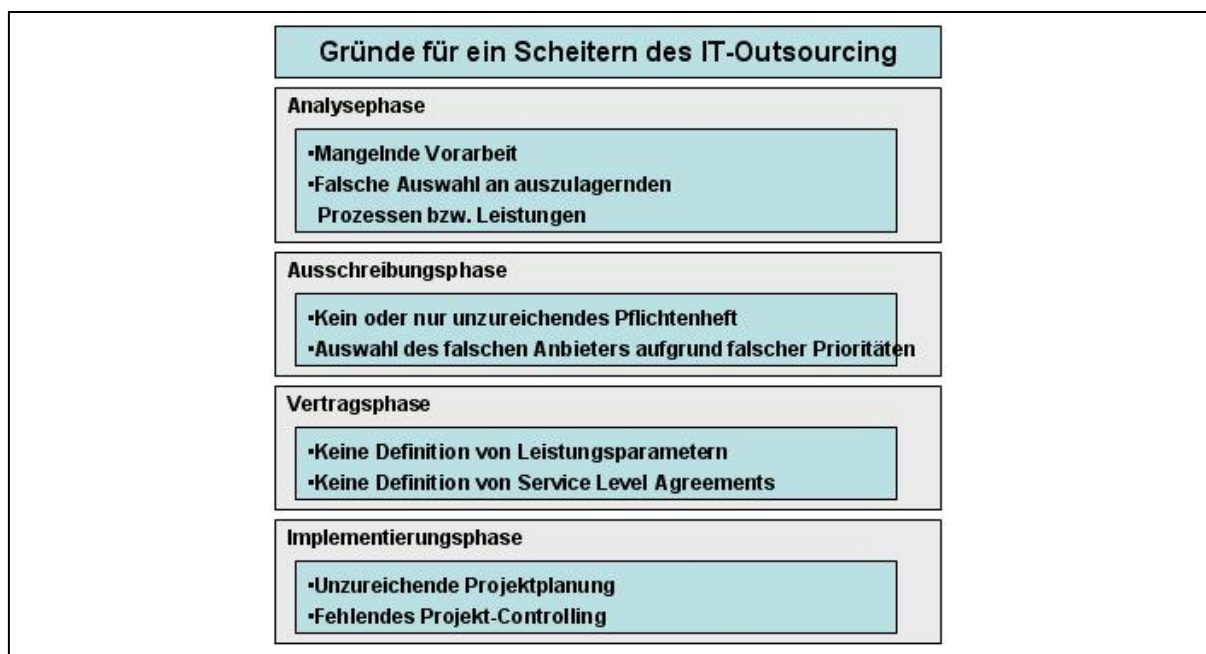 Gründe für ein Scheitern des IT-Outsourcing
Analysephase
▪Mangelnde Vorarbeit
▪Falsche Auswahl an auszulagernden
Prozessen bzw. Leistungen
Ausschreibungsphase
▪Kein oder nur unzureichendes Pflichtenheft
▪Auswahl des falschen Anbieters aufgrund falscher Prioritäten
Vertragsphase
▪Keine Definition von Leistungsparametern
▪Keine Definition von Service Level Agreements
Implementierungsphase
▪Unzureichende Projektplanung
▪Fehlendes Projekt-Controlling